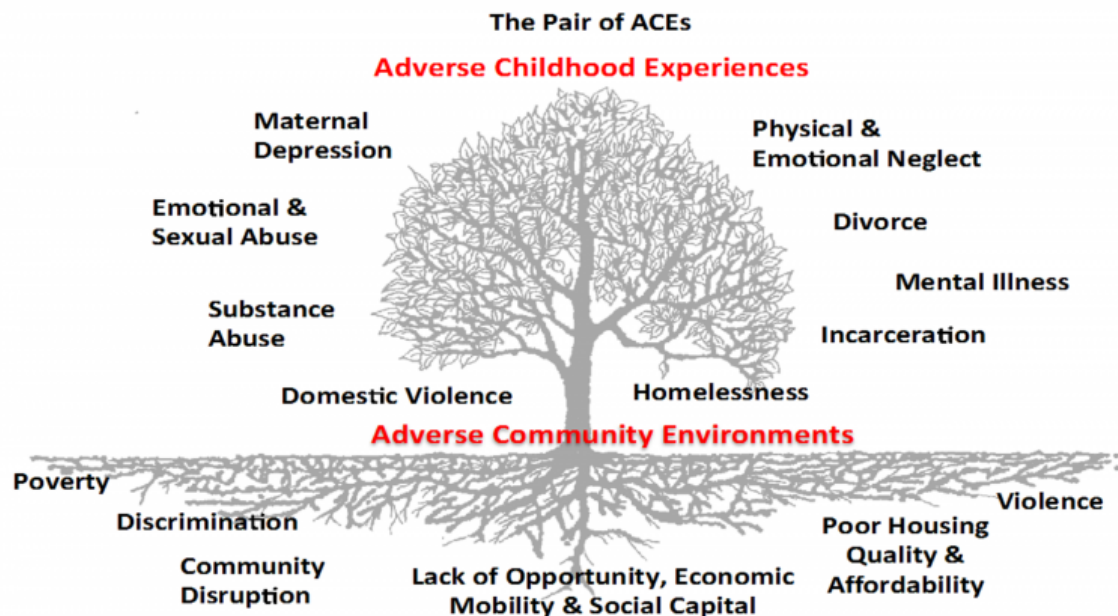 The Pair of ACEs
Adverse Childhood Experiences
Maternal
Depression
Physical &
Emotional Neglect
Emotional &
Sexual Abuse
Divorce
Mental Illness
Substance
Abuse
Incarceration
Domestic Violence
Homelessness
Adverse Community Environments
Poverty
Violence
Discrimination
Poor Housing
Quality &
Affordability
Community
Disruption
Lack of Opportunity, Economic
Mobility & Social Capital